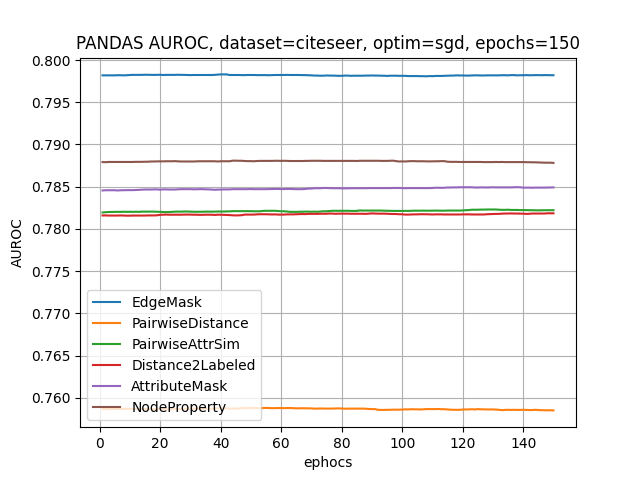 PANDAS AUROC, dataset=citeseer, optim=sgd, epochs=150
0.800
0.795
0.790
0.785
0.780
0.775
0.770
0.765
0.760
AUROC
EdgeMask
PairwiseDistance
PairwiseAttrSim
Distance2Labeled
AttributeMask
NodeProperty
0 20 40 60 80 100 120 140
ephocs